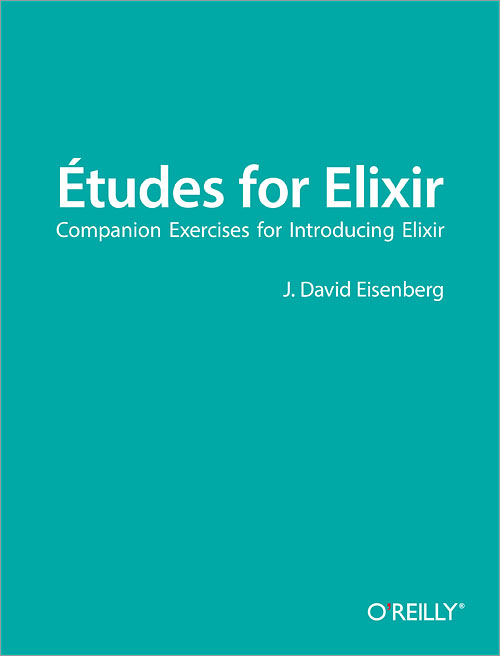 Études for Elixir
Companion Exercises for Introducing Elixir
J. David Eisenberg
O'REILLY®